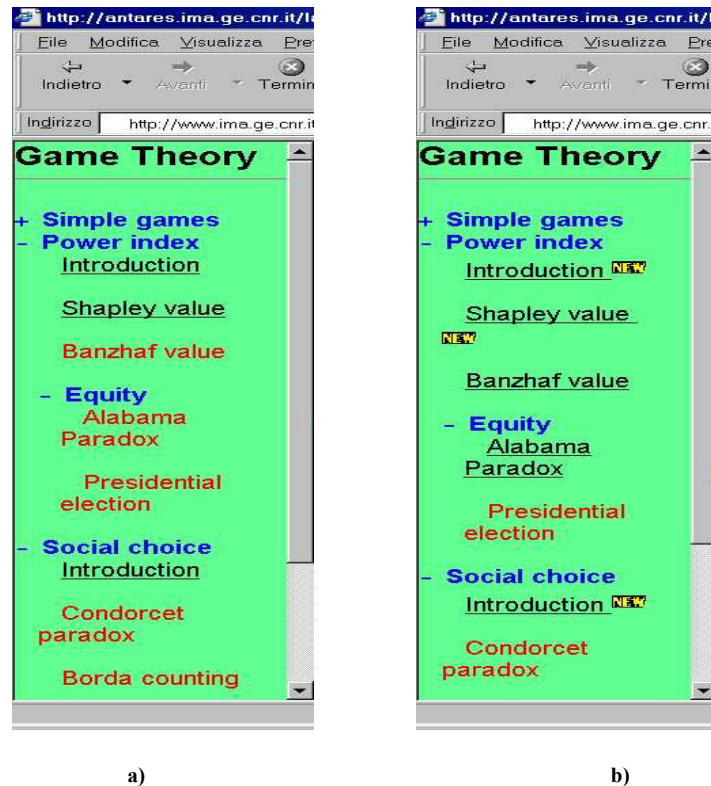 http://antares.ima.ge.cnr.it/l
File Modifica Visualizza Pre
Indietro Avanti Termin
Indirizzo http://www.ima.ge.cnr.it
Game Theory
+ Simple games
- Power index
Introduction
Shapley value
Banzhaf value
- Equity
Alabama
Paradox
Presidential
election
- Social choice
Introduction
Condorcet
paradox
Borda counting
a)
http://antares.ima.ge.cnr.it/
File Modifica Visualizza Pre
Indietro Avanti Termi
Indirizzo http://www.ima.ge.cnr.
Game Theory
+ Simple games
- Power index
Introduction NEW
Shapley value
NEW
Banzhaf value
- Equity
Alabama
Paradox
Presidential
election
- Social choice
Introduction NEW
Condorcet
paradox
b)